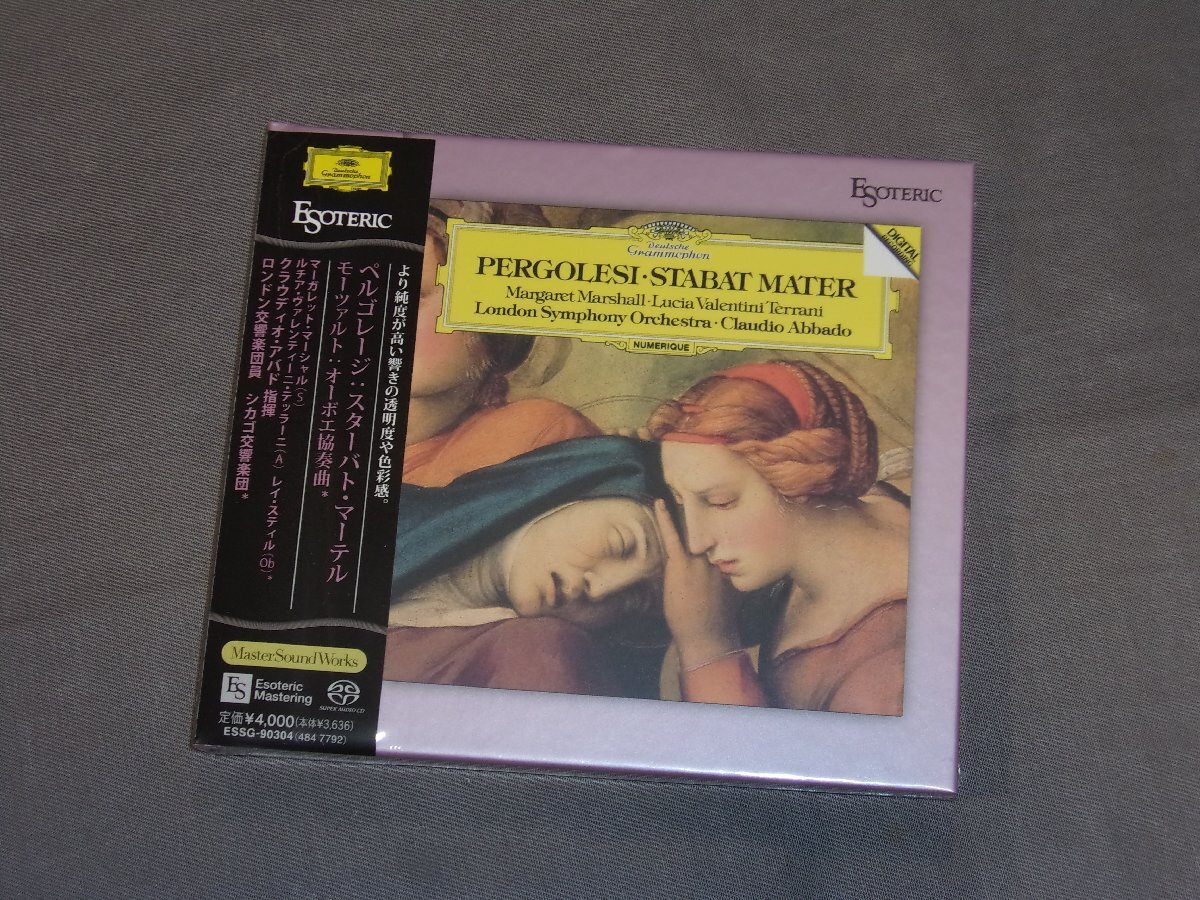 Deutsche
Grammophon
ESOTERIC
より純度が高い響きの透明度や色彩感。
ペルゴレージ:スターバト・マーテル
モーツァルト:オーボエ協奏曲*
マーガレット・マーシャル(S)
ルチア・ヴァレンティーニ・テッラーニ(A) レイ・スティル(Ob)*
クラウディオ・アバド 指揮
ロンドン交響楽団員 シカゴ交響楽団*
MasterSoundWorks
ES
Esoteric
Mastering
SUPER AUDIO CD
定価¥4,000(本体¥3,636)
ESSG-90304(484 7792)
ESOTERIC
Deutsche
Grammophon
DIGITAL
PERGOLESI·STABAT MATER
Margaret Marshall·Lucia Valentini Terrani
London Symphony Orchestra·Claudio Abbado
NUMERIQUE